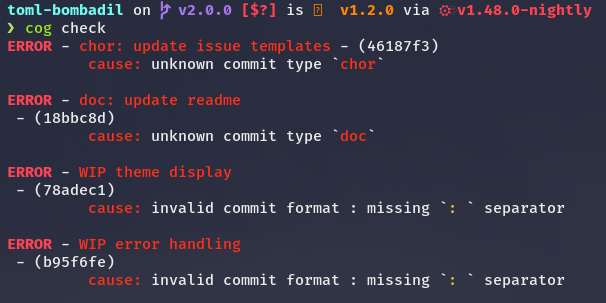 toml-bombadil on v2.0.0 [$?] is v1.2.0 via v1.48.0-nightly
❯ cog check
ERROR - chor: update issue templates - (46187f3)
cause: unknown commit type `chor`
ERROR - doc: update readme
- (18bbc8d)
cause: unknown commit type `doc`
ERROR - WIP theme display
- (78adec1)
cause: invalid commit format : missing `: ` separator
ERROR - WIP error handling
- (b95f6fe)
cause: invalid commit format : missing `: ` separator